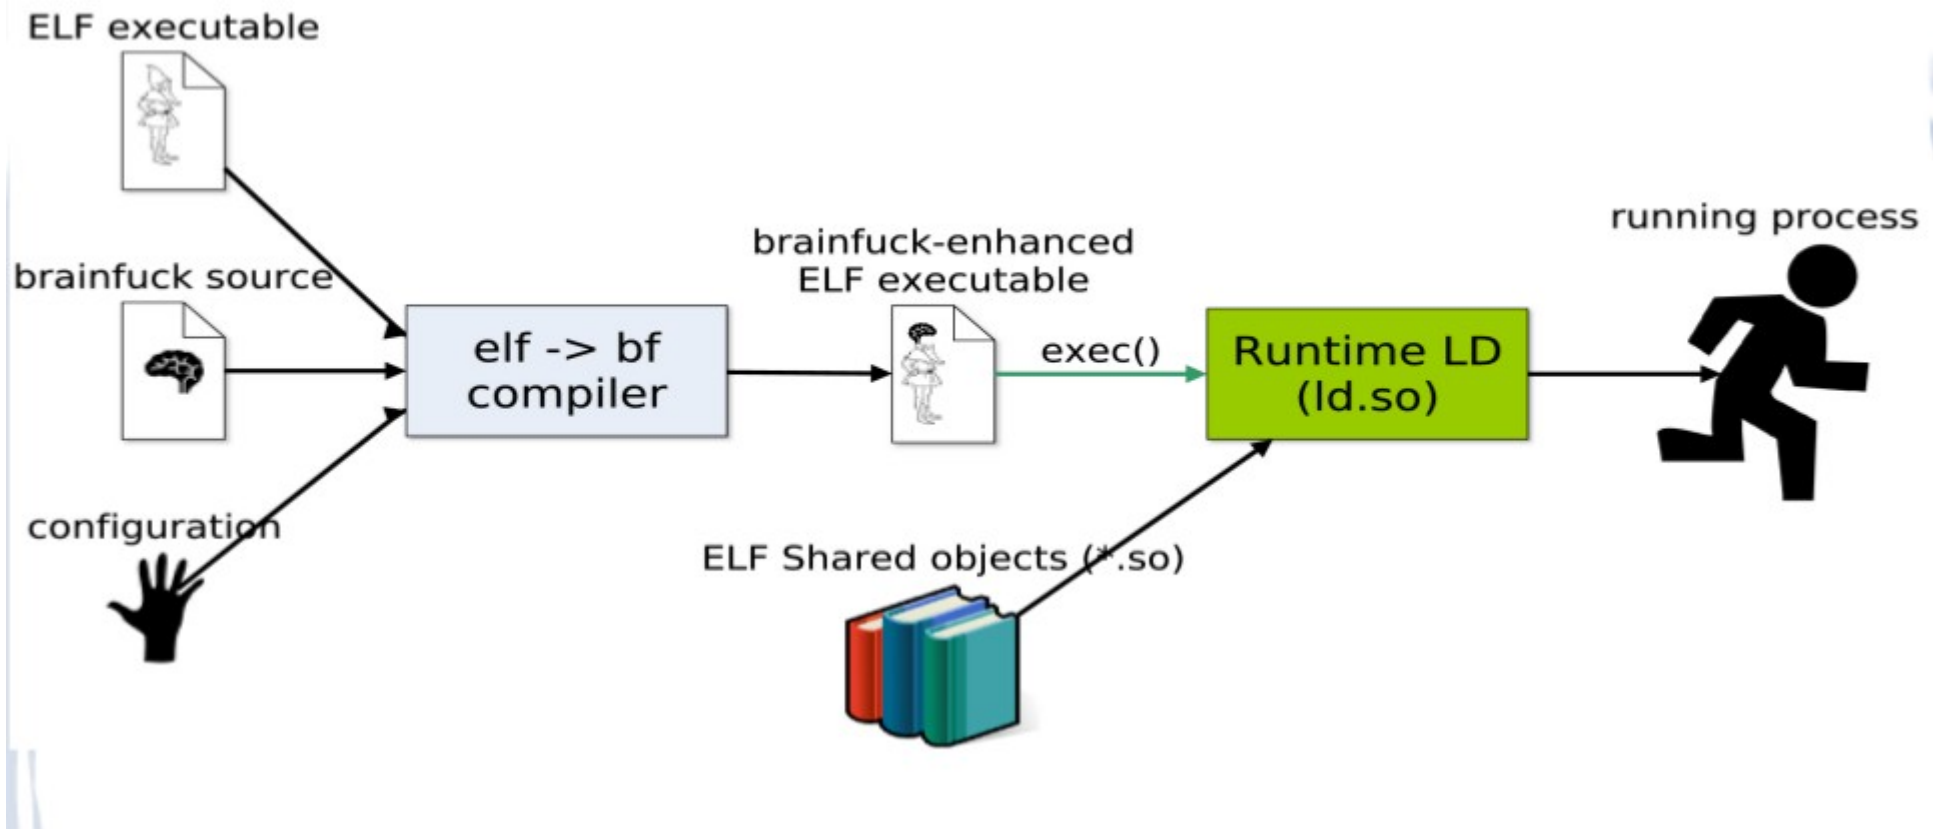 ELF executable
brainfuck source
configuration
elf -> bf
compiler
brainfuck-enhanced
ELF executable
exec()
ELF Shared objects (*.so)
Runtime LD
(ld.so)
running process